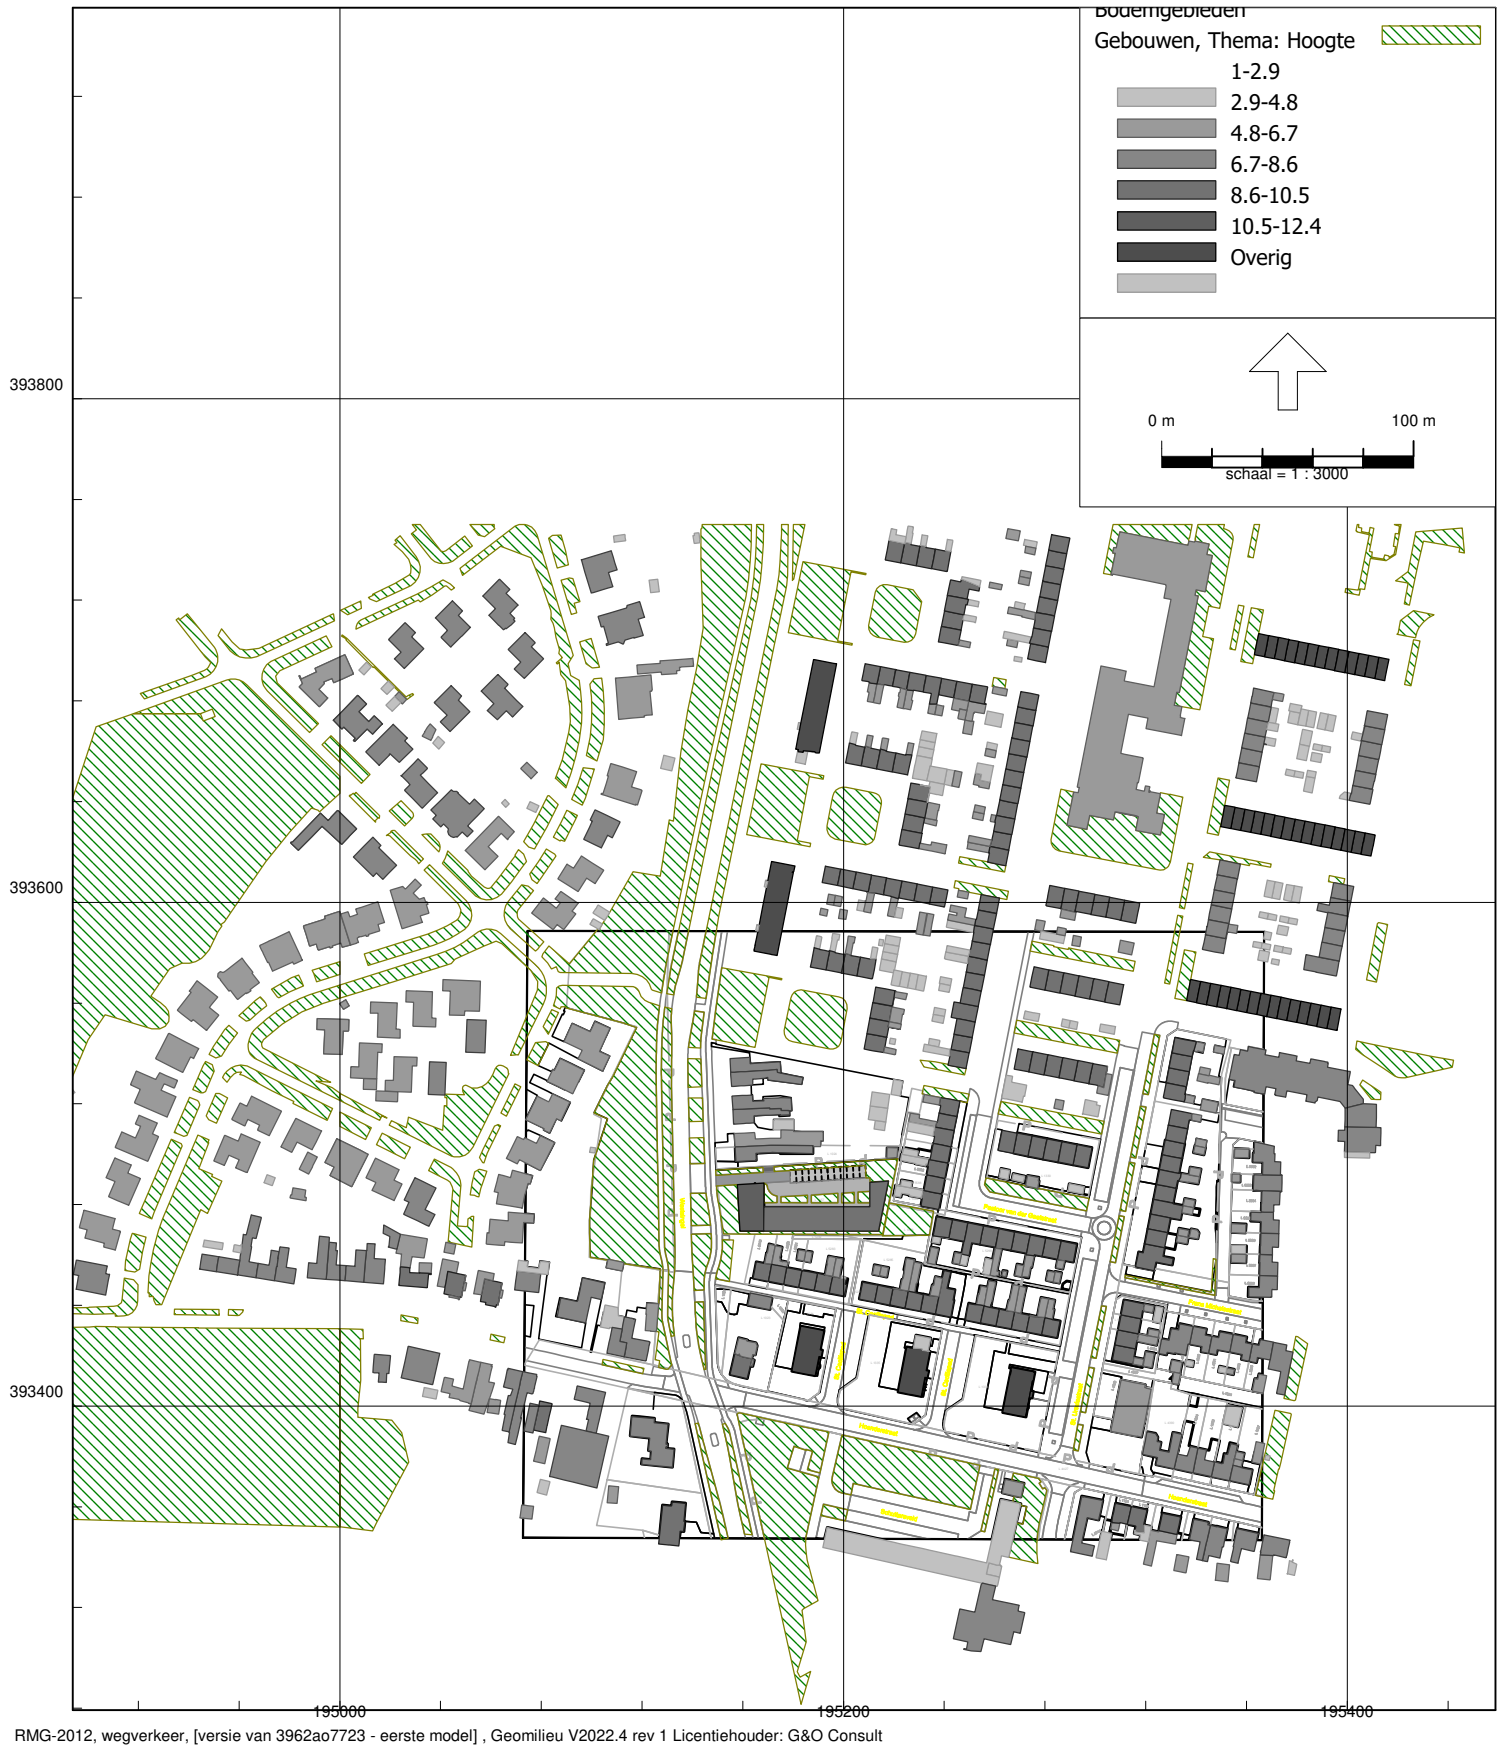 Bodemgebieden
Gebouwen, Thema: Hoogte
1-2.9
2.9-4.8
4.8-6.7
6.7-8.6
8.6-10.5
10.5-12.4
Overig
0 m
100 m
schaal = 1 : 3000
393800
393600
393400
195000
195200
195400
RMG-2012, wegverkeer, [versie van 3962ao7723 - eerste model] , Geomilieu V2022.4 rev 1 Licentiehouder: G&O Consult